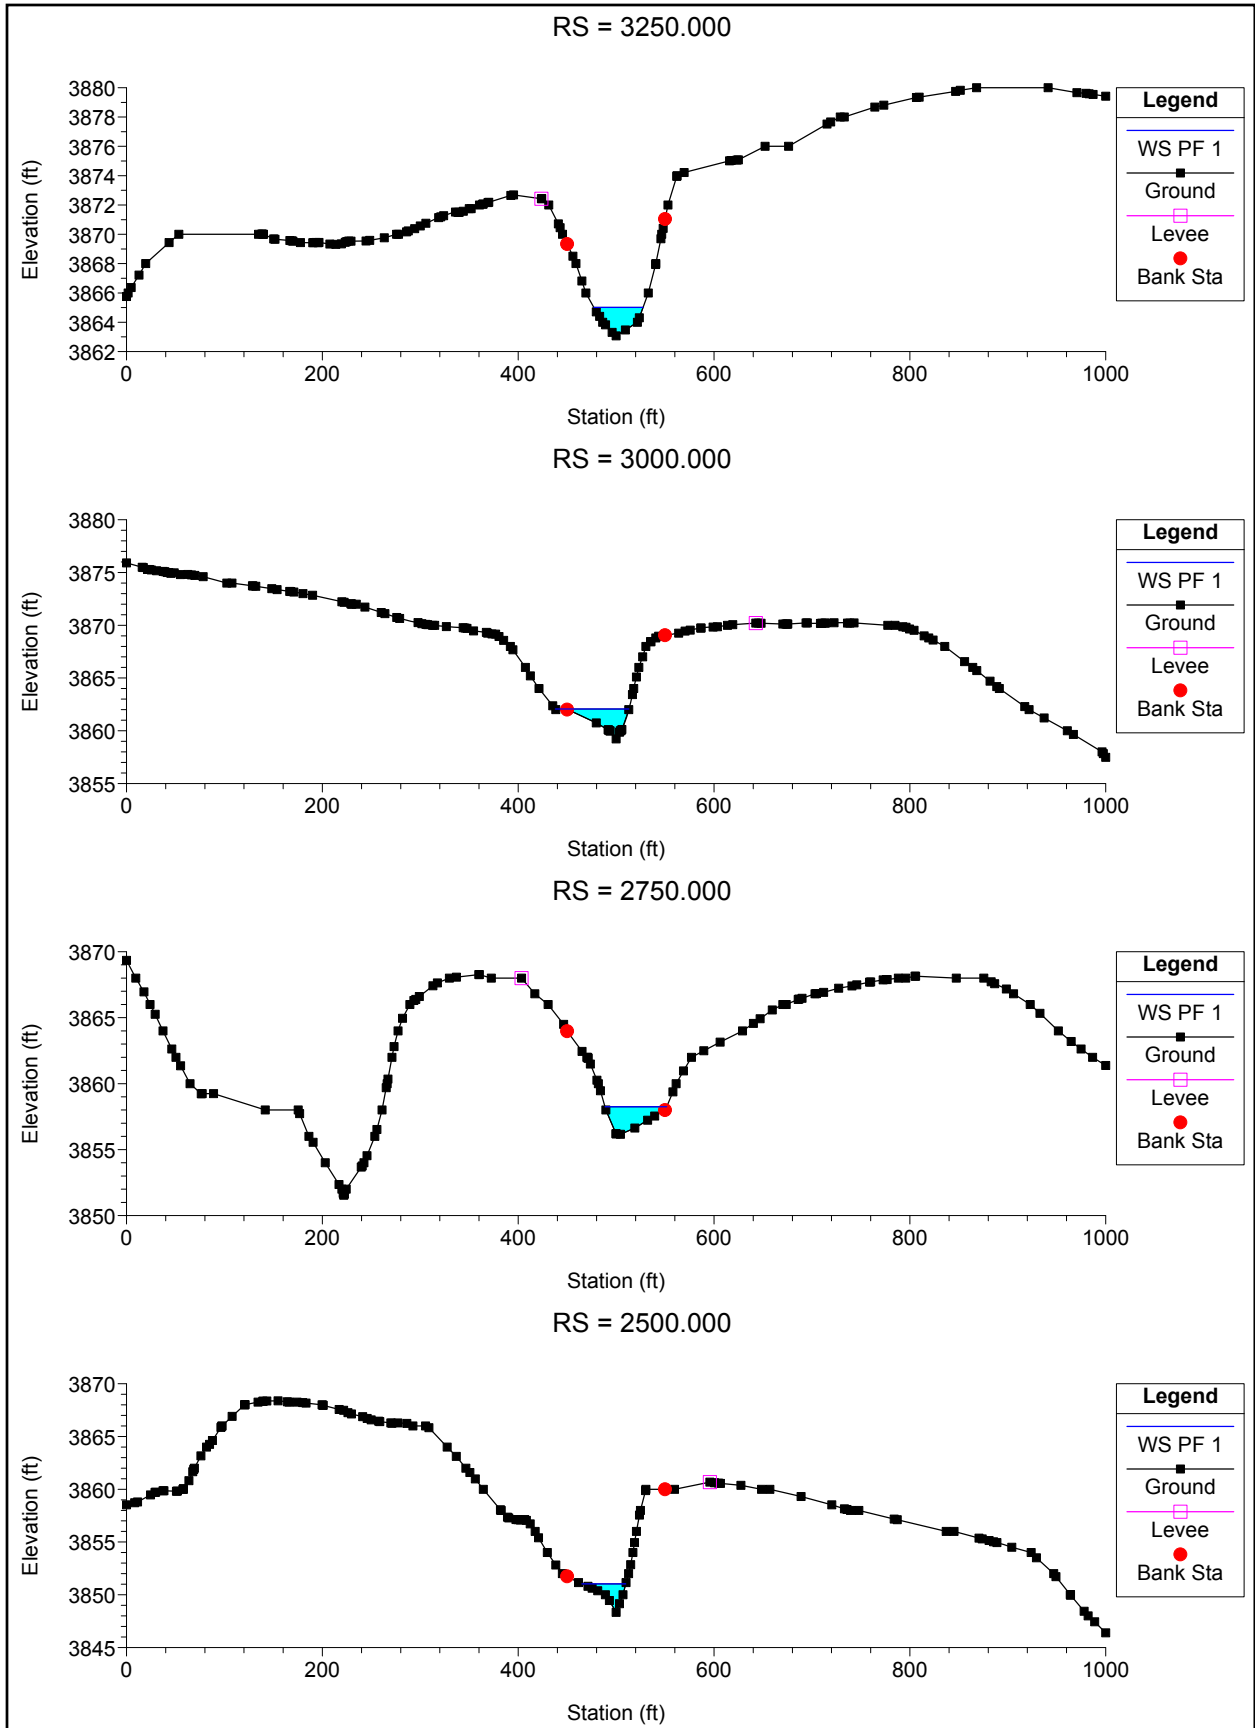 RS = 3250.000
3880
3878
3876
3874
3872
3870
3868
3866
3864
3862
Elevation (ft)
0 200 400 600 800 1000
Station (ft)
Legend
WS PF 1
Ground
Levee
Bank Sta
RS = 3000.000
3880
3875
3870
3865
3860
3855
Elevation (ft)
0 200 400 600 800 1000
Station (ft)
Legend
WS PF 1
Ground
Levee
Bank Sta
RS = 2750.000
3870
3865
3860
3855
3850
Elevation (ft)
0 200 400 600 800 1000
Station (ft)
Legend
WS PF 1
Ground
Levee
Bank Sta
RS = 2500.000
3870
3865
3860
3855
3850
3845
Elevation (ft)
0 200 400 600 800 1000
Station (ft)
Legend
WS PF 1
Ground
Levee
Bank Sta